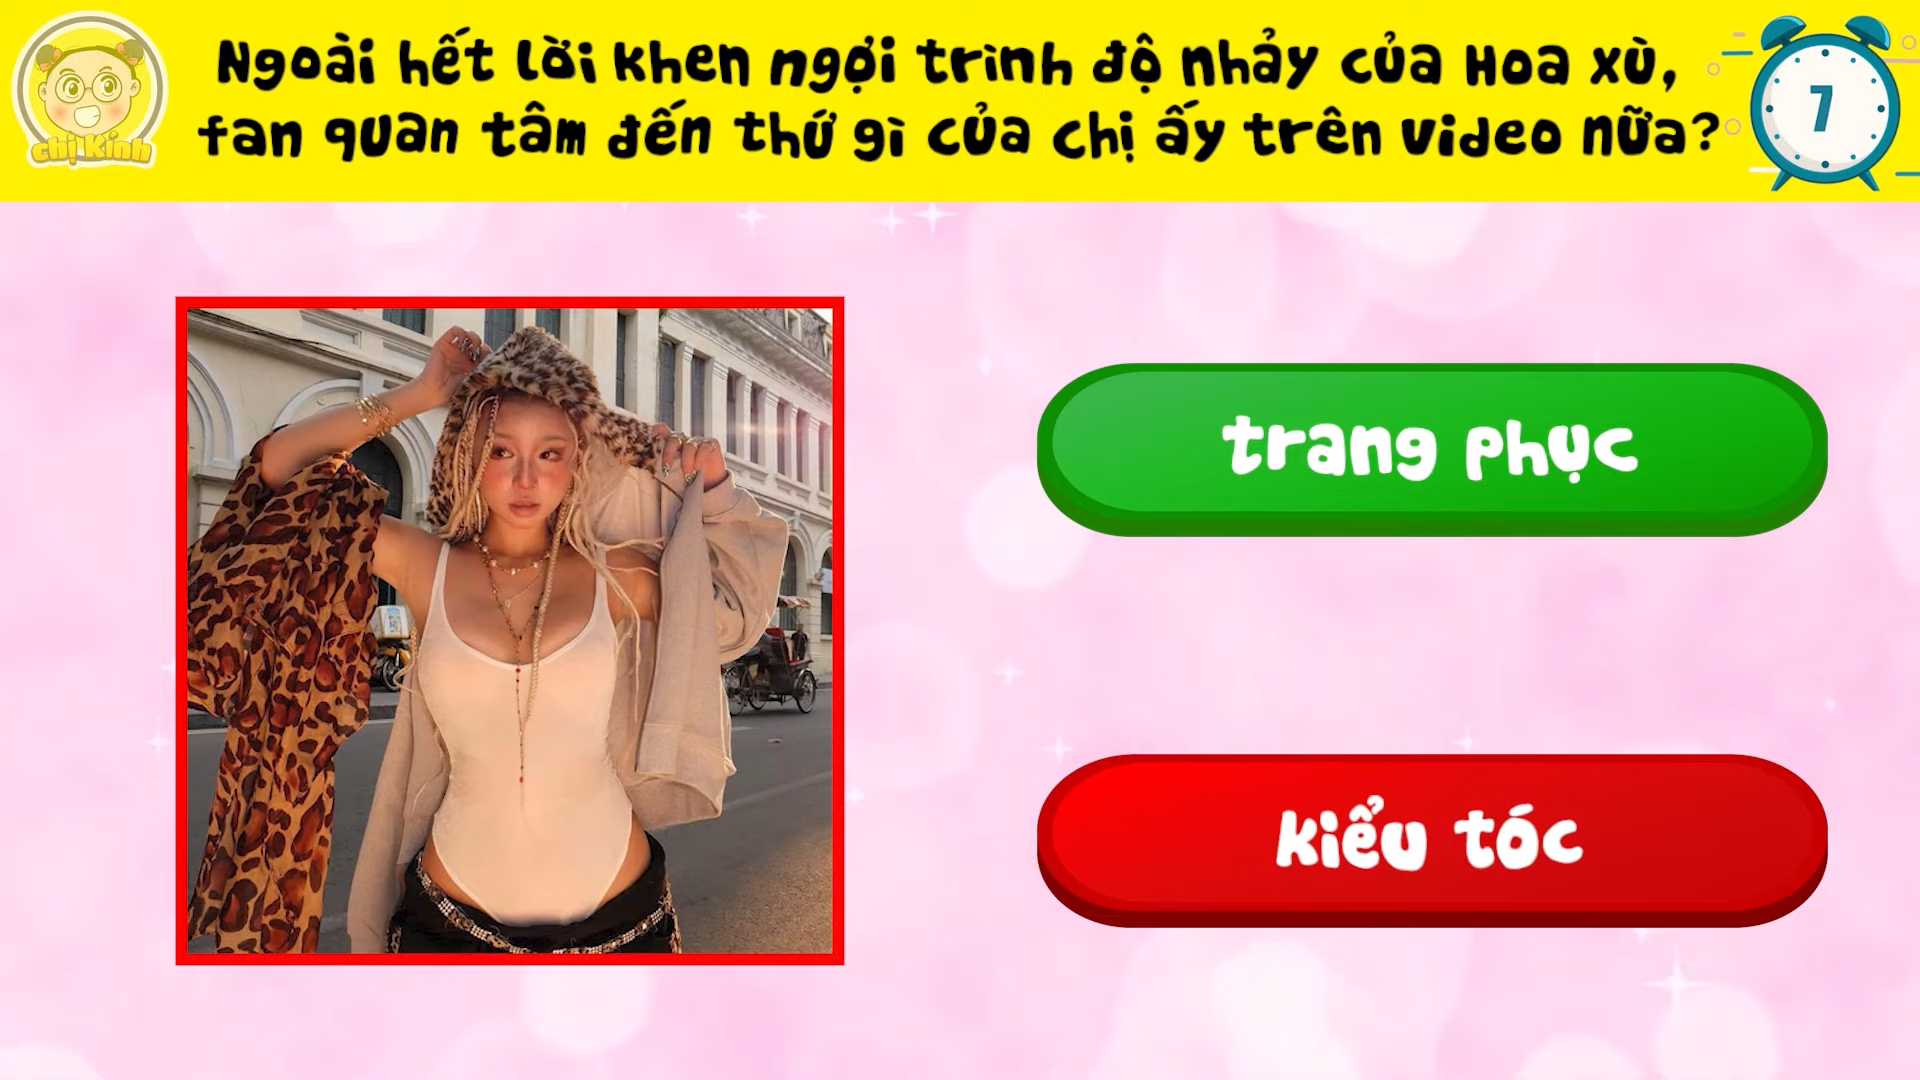 Ngoài hết lời khen ngợi trình độ nhảy của Hoa xù,
fan quan tâm đến thứ gì của chị ấy trên video nữa?
7
chị Kính
trang phục
kiểu tóc